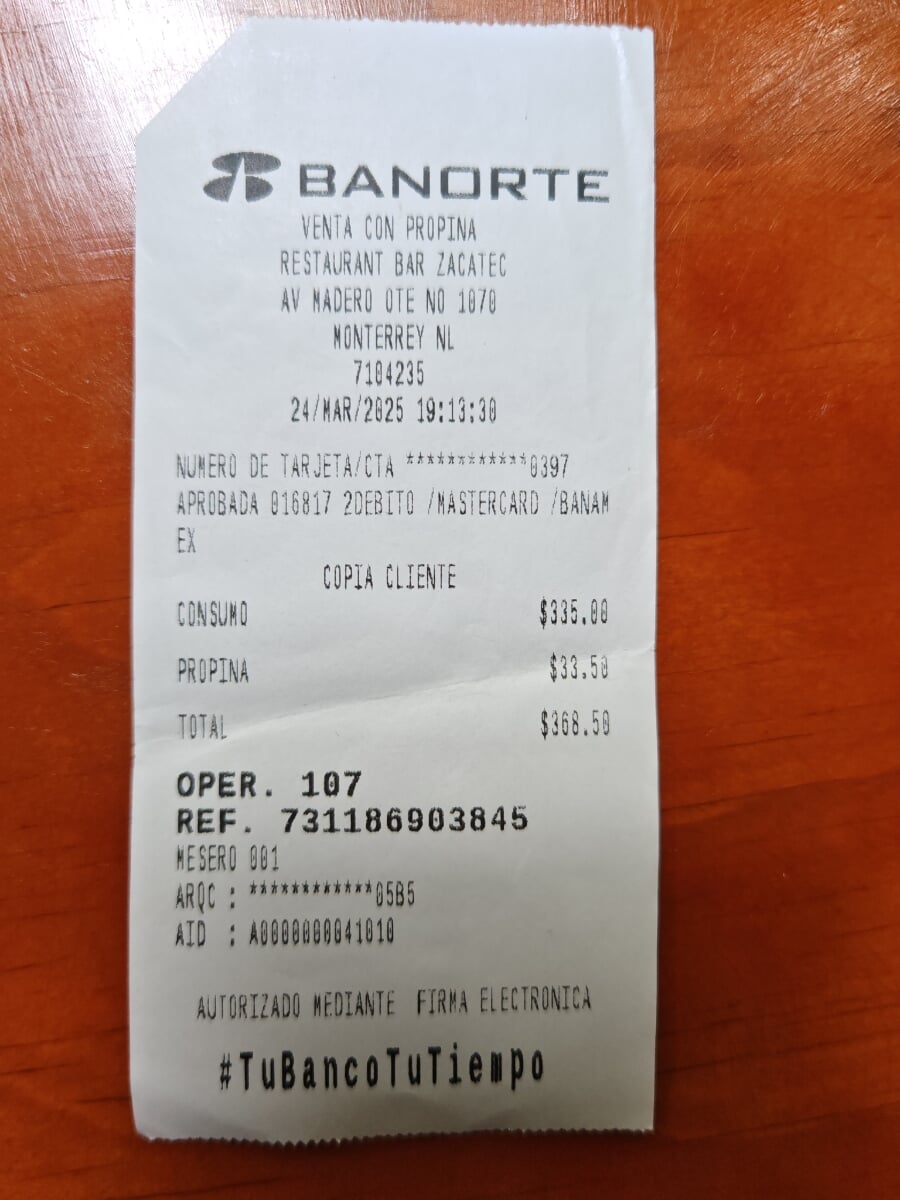 BANORTE
VENTA CON PROPINA
RESTAURANT BAR ZACATEC
AV MADERO OTE NO 1070
MONTERREY NL
7104235
24/MAR/2025 19:13:30
NUMERO DE TARJETA/CTA ************0397
APROBADA 016817 2DEBITO /MASTERCARD /BANAM
EX
COPIA CLIENTE
CONSUMO $335.00
PROPINA $33.50
TOTAL $368.50
OPER. 107
REF. 731186903845
MESERO 001
ARQC : ************05B5
AID : A0000000041010
AUTORIZADO MEDIANTE FIRMA ELECTRONICA
#TuBancoTuTiempo